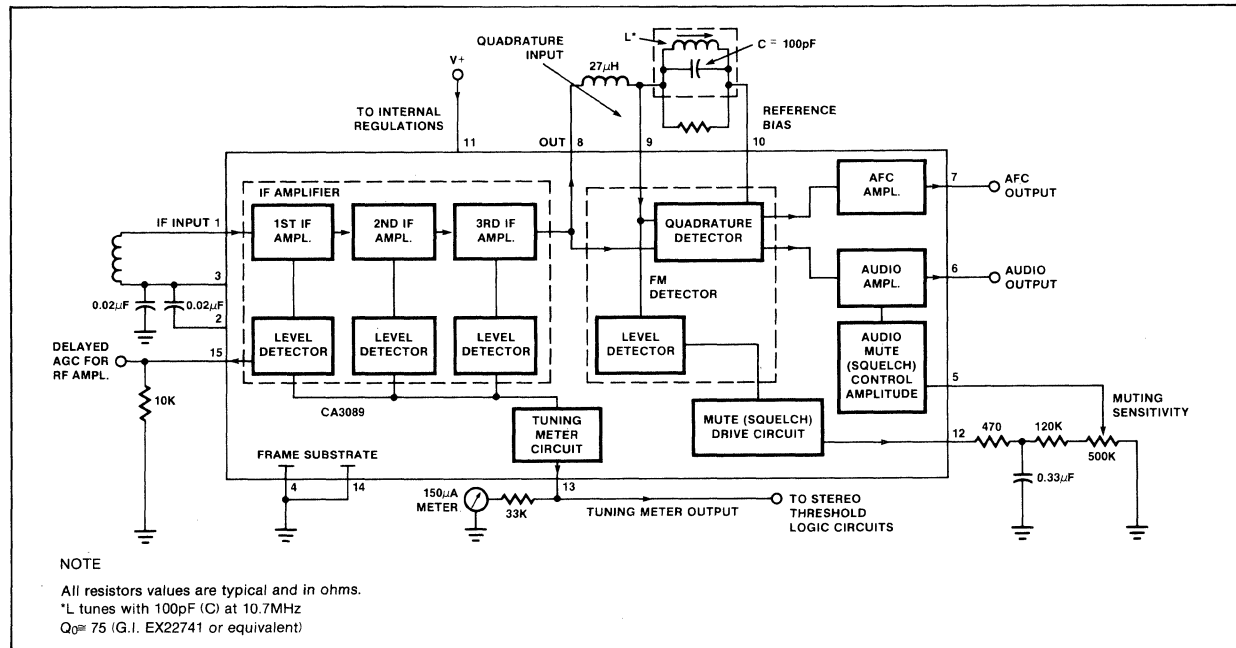 L*
C = 100pF
QUADRATURE
INPUT
V+
27µH
TO INTERNAL
REGULATIONS
REFERENCE
BIAS
11
OUT
8
9
10
IF AMPLIFIER
AFC
AMPL.
7
AFC
OUTPUT
IF INPUT 1
1ST IF
AMPL.
2ND IF
AMPL.
3RD IF
AMPL.
QUADRATURE
DETECTOR
3
AUDIO
AMPL.
6
AUDIO
OUTPUT
FM
DETECTOR
0.02µF
0.02µF
2
LEVEL
DETECTOR
LEVEL
DETECTOR
LEVEL
DETECTOR
LEVEL
DETECTOR
DELAYED
AGC FOR
RF AMPL.
15
AUDIO
MUTE
(SQUELCH)
CONTROL
AMPLITUDE
5
MUTING
SENSITIVITY
10K
CA3089
TUNING
METER
CIRCUIT
MUTE (SQUELCH)
DRIVE CIRCUIT
12
470
120K
500K
0.33µF
FRAME SUBSTRATE
4
14
13
150µA
METER
33K
TUNING METER OUTPUT
TO STEREO
THRESHOLD
LOGIC CIRCUITS
NOTE
All resistors values are typical and in ohms.
*L tunes with 100pF (C) at 10.7MHz
Q0≅ 75 (G.I. EX22741 or equivalent)